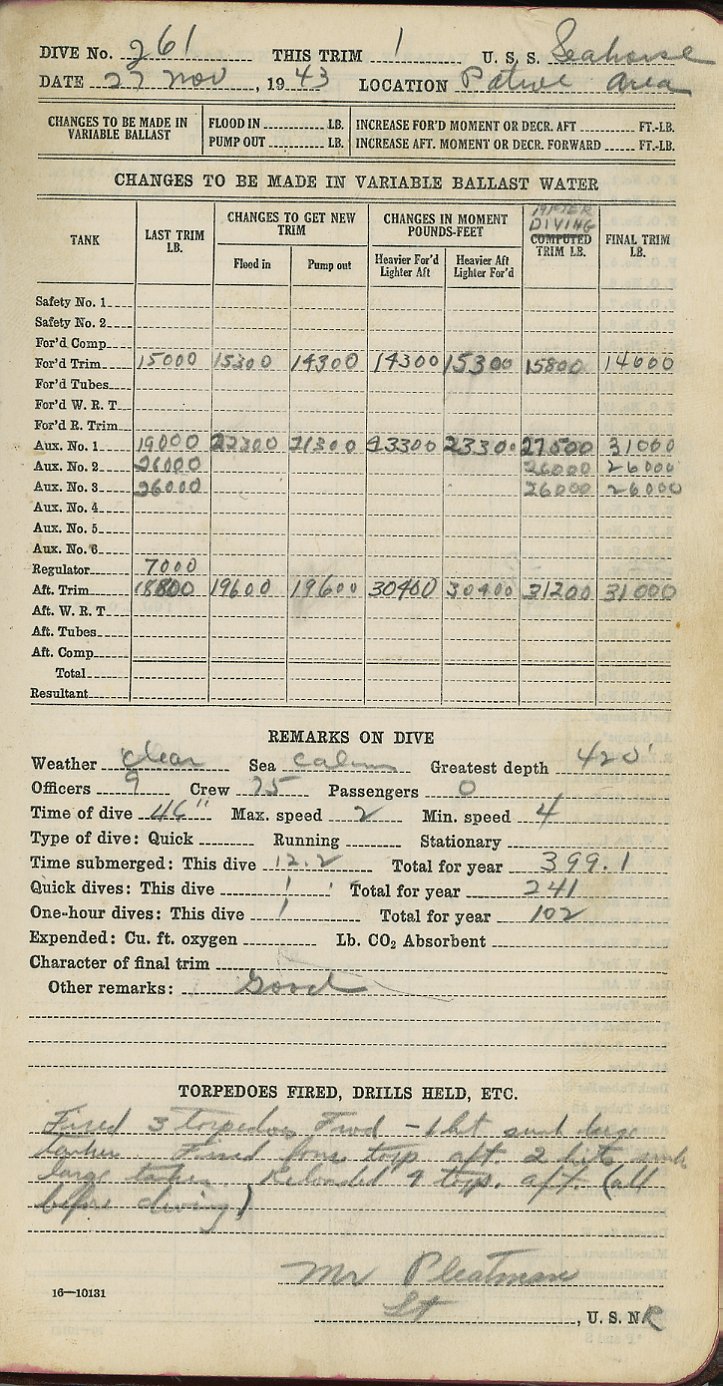 DIVE No. 261 THIS TRIM 1 U. S. S. Seahorse
DATE 27 nov, 1943 LOCATION Patrol Area
CHANGES TO BE MADE IN VARIABLE BALLAST
FLOOD IN LB. INCREASE FOR'D MOMENT OR DECR. AFT FT.-LB.
PUMP OUT LB. INCREASE AFT. MOMENT OR DECR. FORWARD FT.-LB.
CHANGES TO BE MADE IN VARIABLE BALLAST WATER
TANK LAST TRIM LB. CHANGES TO GET NEW TRIM CHANGES IN MOMENT POUNDS-FEET AFTER DIVING COMPUTED TRIM LB. FINAL TRIM LB.
Flood in Pump out Heavier For'd Lighter Aft Heavier Aft Lighter For'd
Safety No. 1
Safety No. 2
For'd Comp
For'd Trim 15000 15300 14300 14300 15300 15800 14600
For'd Tubes
For'd W. R. T
For'd R. Trim
Aux. No. 1 19000 22300 21300 23300 23300 27500 31000
Aux. No. 2 26000 26000 26000
Aux. No. 3 26000 26000 26000
Aux. No. 4
Aux. No. 5
Aux. No. 6
Regulator 7000
Aft. Trim 18800 19600 19600 30400 30400 31200 31000
Aft. W. R. T
Aft. Tubes
Aft. Comp
Total
Resultant
REMARKS ON DIVE
Weather clear Sea calm Greatest depth 420'
Officers 9 Crew 75 Passengers 0
Time of dive 46" Max. speed 2 Min. speed 4
Type of dive: Quick Running Stationary
Time submerged: This dive 12.2 Total for year 399.1
Quick dives: This dive 1 Total for year 241
One-hour dives: This dive 1 Total for year 102
Expended: Cu. ft. oxygen Lb. CO₂ Absorbent
Character of final trim
Other remarks: Good
TORPEDOES FIRED, DRILLS HELD, ETC.
Fired 3 torpedoes Fwd - 1 hit sunk large
tanker Fired four torp aft. 2 hits sunk
large tanker Reloaded 4 torps. aft. (all
before diving)
Mr Pleatman
Lt , U. S. N R
16—10131